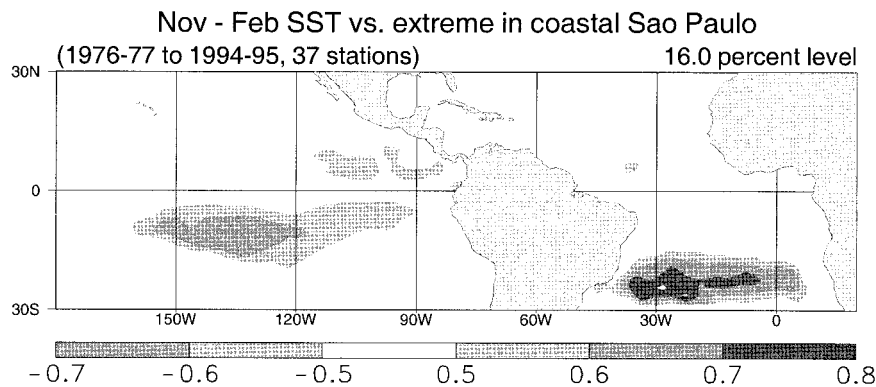 Nov - Feb SST vs. extreme in coastal Sao Paulo
(1976-77 to 1994-95, 37 stations) 16.0 percent level
30N
0
30S
150W 120W 90W 60W 30W 0
-0.7 -0.6 -0.5 0.5 0.6 0.7 0.8